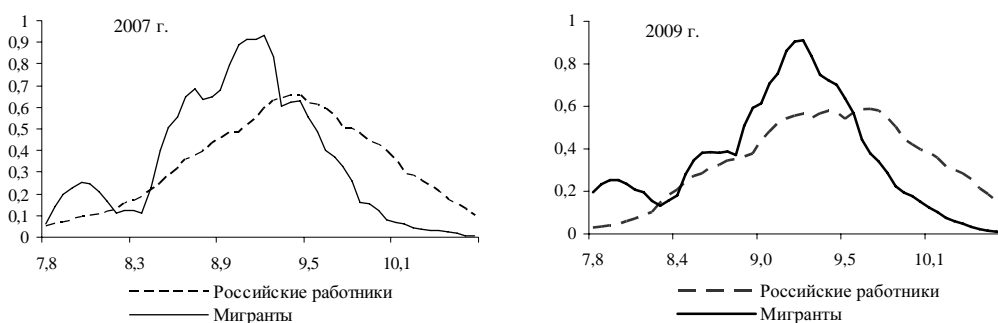 2007 г.
1
0,9
0,8
0,7
0,6
0,5
0,4
0,3
0,2
0,1
0
7,8 8,3 8,9 9,5 10,1
Российские работники
Мигранты
2009 г.
1
0,8
0,6
0,4
0,2
0
7,8 8,4 9,0 9,5 10,1
Российские работники
Мигранты